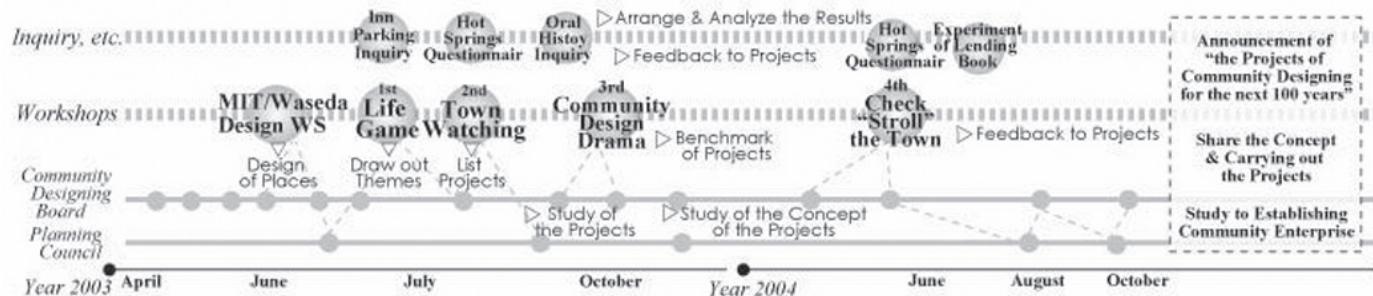 Inquiry, etc.
Inn
Parking
Inquiry
Hot
Springs
Questionnair
Oral
Histoy
Inquiry
▷Arrange & Analyze the Results
▷Feedback to Projects
Hot
Springs
Questionnair
Experiment
of Lending
Book
Workshops
MIT/Waseda
Design WS
1st
Life
Game
2nd
Town
Watching
3rd
Community
Design
Drama
▷Benchmark
of Projects
4th
Check
“Stroll”
the Town
▷Feedback to Projects
Design
of Places
Draw out
Themes
List
Projects
Community
Designing
Board
▷Study of
the Projects
▷Study of the Concept
of the Projects
Planning
Council
Announcement of
“the Projects of
Community Designing
for the next 100 years”
Share the Concept
& Carrying out
the Projects
Study to Establishing
Community Enterprise
Year 2003
April
June
July
October
Year 2004
June
August
October